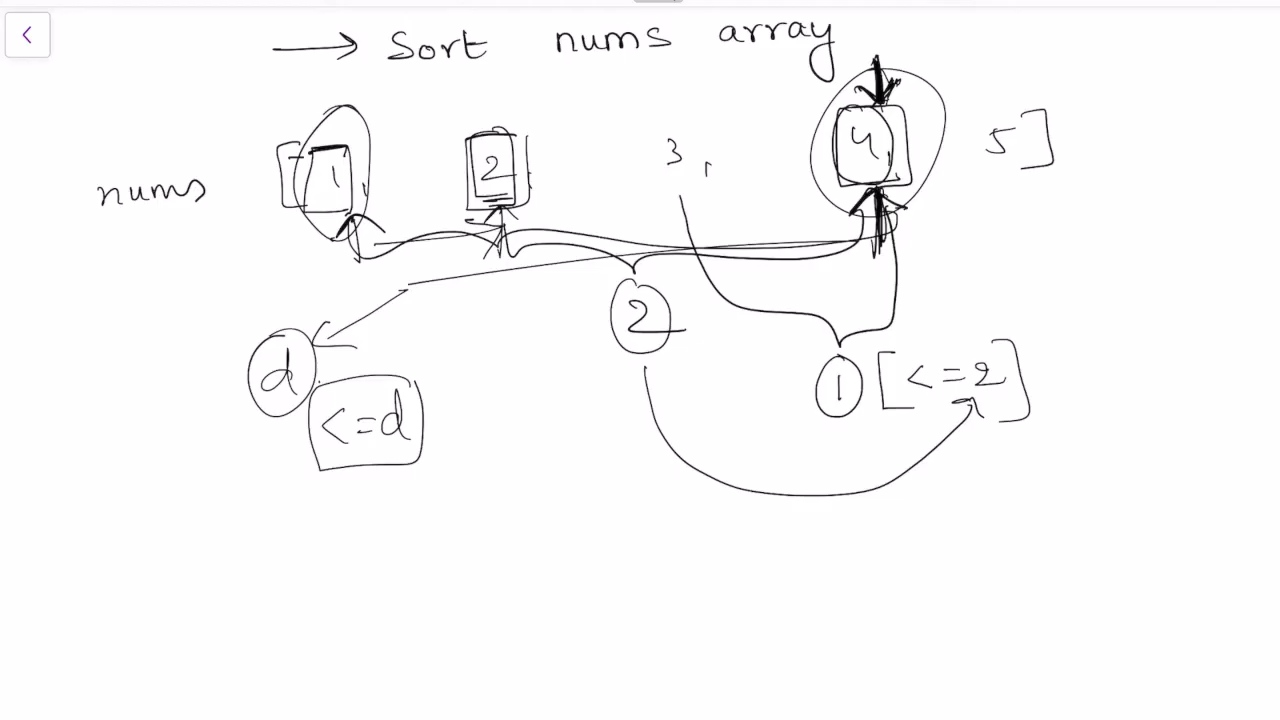 → Sort nums array
nums [1, 2, 3, 4, 5]
2
d
<=d
1 [<=2]